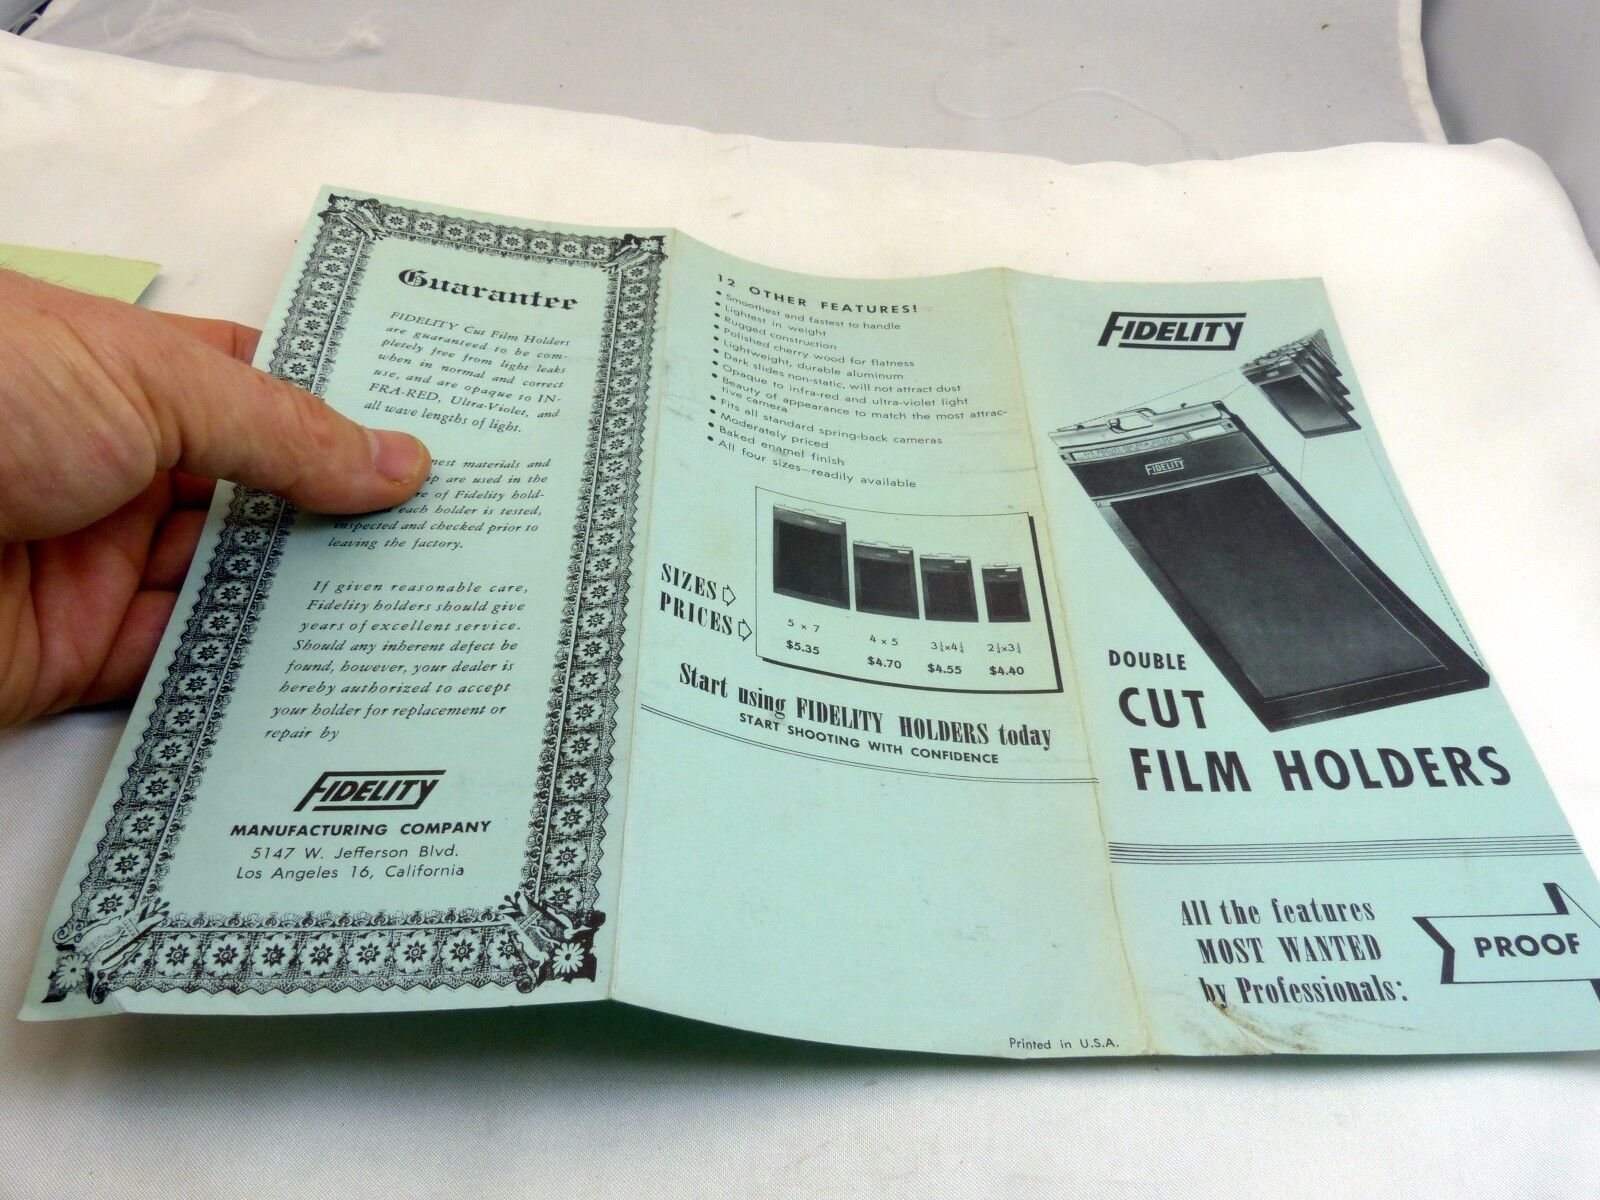 Guarantee
FIDELITY Cut Film Holders
are guaranteed to be com-
pletely free from light leaks
when in normal and correct
use, and are opaque to IN-
FRA-RED, Ultra-Violet, and
all wave lengths of light.
materials and
are used in the
of Fidelity hold-
each holder is tested,
inspected and checked prior to
leaving the factory.
If given reasonable care,
Fidelity holders should give
years of excellent service.
Should any inherent defect be
found, however, your dealer is
hereby authorized to accept
your holder for replacement or
repair by
FIDELITY
MANUFACTURING COMPANY
5147 W. Jefferson Blvd.
Los Angeles 16, California
12 OTHER FEATURES!
• Smoothest and fastest to handle
• Lightest in weight
• Rugged construction
• Polished cherry wood for flatness
• Lightweight, durable aluminum
• Dark slides non-static, will not attract dust
• Opaque to infra-red and ultra-violet light
• Beauty of appearance to match the most attrac-
tive camera
• Fits all standard spring-back cameras
• Moderately priced
• Baked enamel finish
• All four sizes—readily available
SIZES
PRICES
5 x 7 4 x 5 3¼x4¼ 2¼x3¼
$5.35 $4.70 $4.55 $4.40
Start using FIDELITY HOLDERS today
START SHOOTING WITH CONFIDENCE
Printed in U.S.A.
FIDELITY
FIDELITY
DOUBLE
CUT
FILM HOLDERS
All the features
MOST WANTED
by Professionals:
PROOF